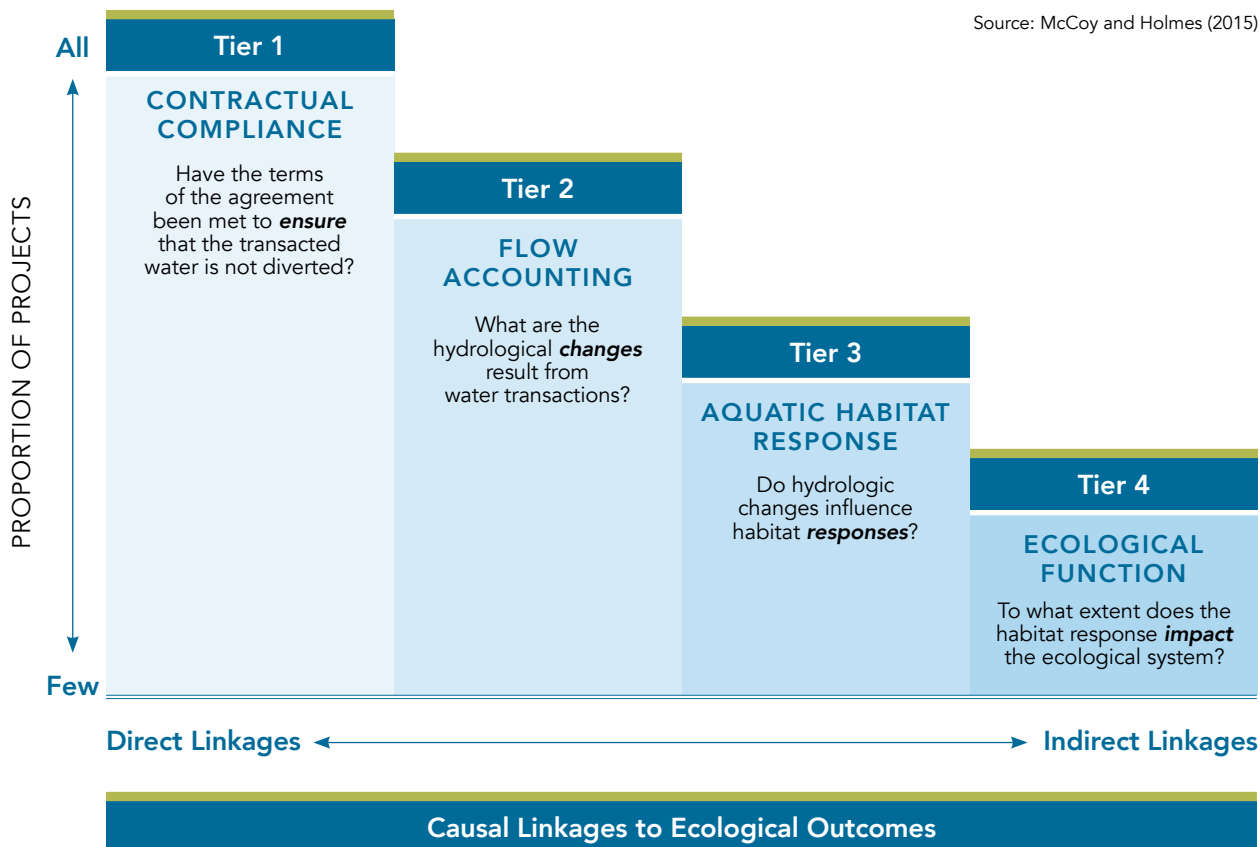 Source: McCoy and Holmes (2015)
All
PROPORTION OF PROJECTS
Few
Tier 1
CONTRACTUAL
COMPLIANCE
Have the terms
of the agreement
been met to ensure
that the transacted
water is not diverted?
Tier 2
FLOW
ACCOUNTING
What are the
hydrological changes
result from
water transactions?
Tier 3
AQUATIC HABITAT
RESPONSE
Do hydrologic
changes influence
habitat responses?
Tier 4
ECOLOGICAL
FUNCTION
To what extent does the
habitat response impact
the ecological system?
Direct Linkages
Indirect Linkages
Causal Linkages to Ecological Outcomes